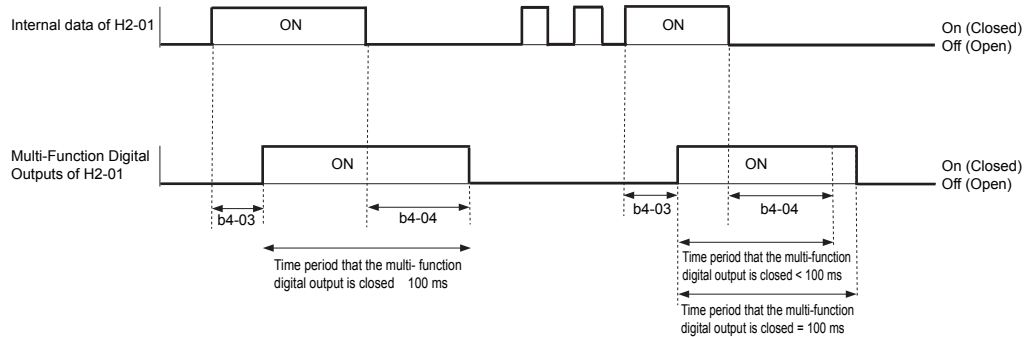 Internal data of H2-01
ON
ON
On (Closed)
Off (Open)
Multi-Function Digital
Outputs of H2-01
ON
ON
On (Closed)
Off (Open)
b4-03
b4-04
b4-03
b4-04
Time period that the multi- function
digital output is closed 100 ms
Time period that the multi-function
digital output is closed < 100 ms
Time period that the multi-function
digital output is closed = 100 ms